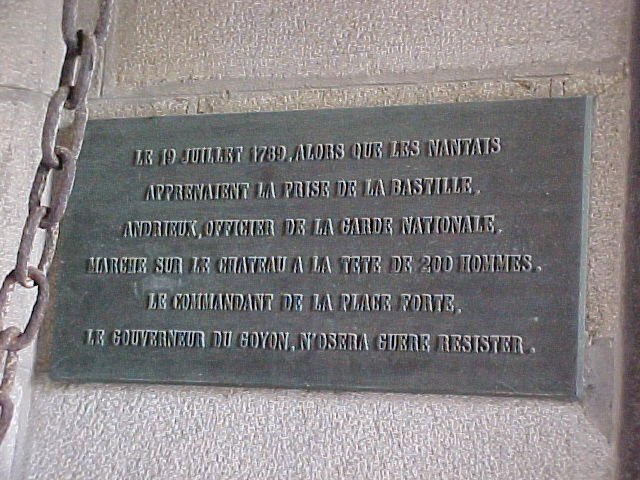 LE 19 JUILLET 1789, ALORS QUE LES NANTAIS
APPRENAIENT LA PRISE DE LA BASTILLE,
ANDRIEUX, OFFICIER DE LA GARDE NATIONALE,
MARCHE SUR LE CHATEAU A LA TETE DE 200 HOMMES.
LE COMMANDANT DE LA PLACE FORTE,
LE GOUVERNEUR DU GOYON, N'OSERA GUERE RESISTER.